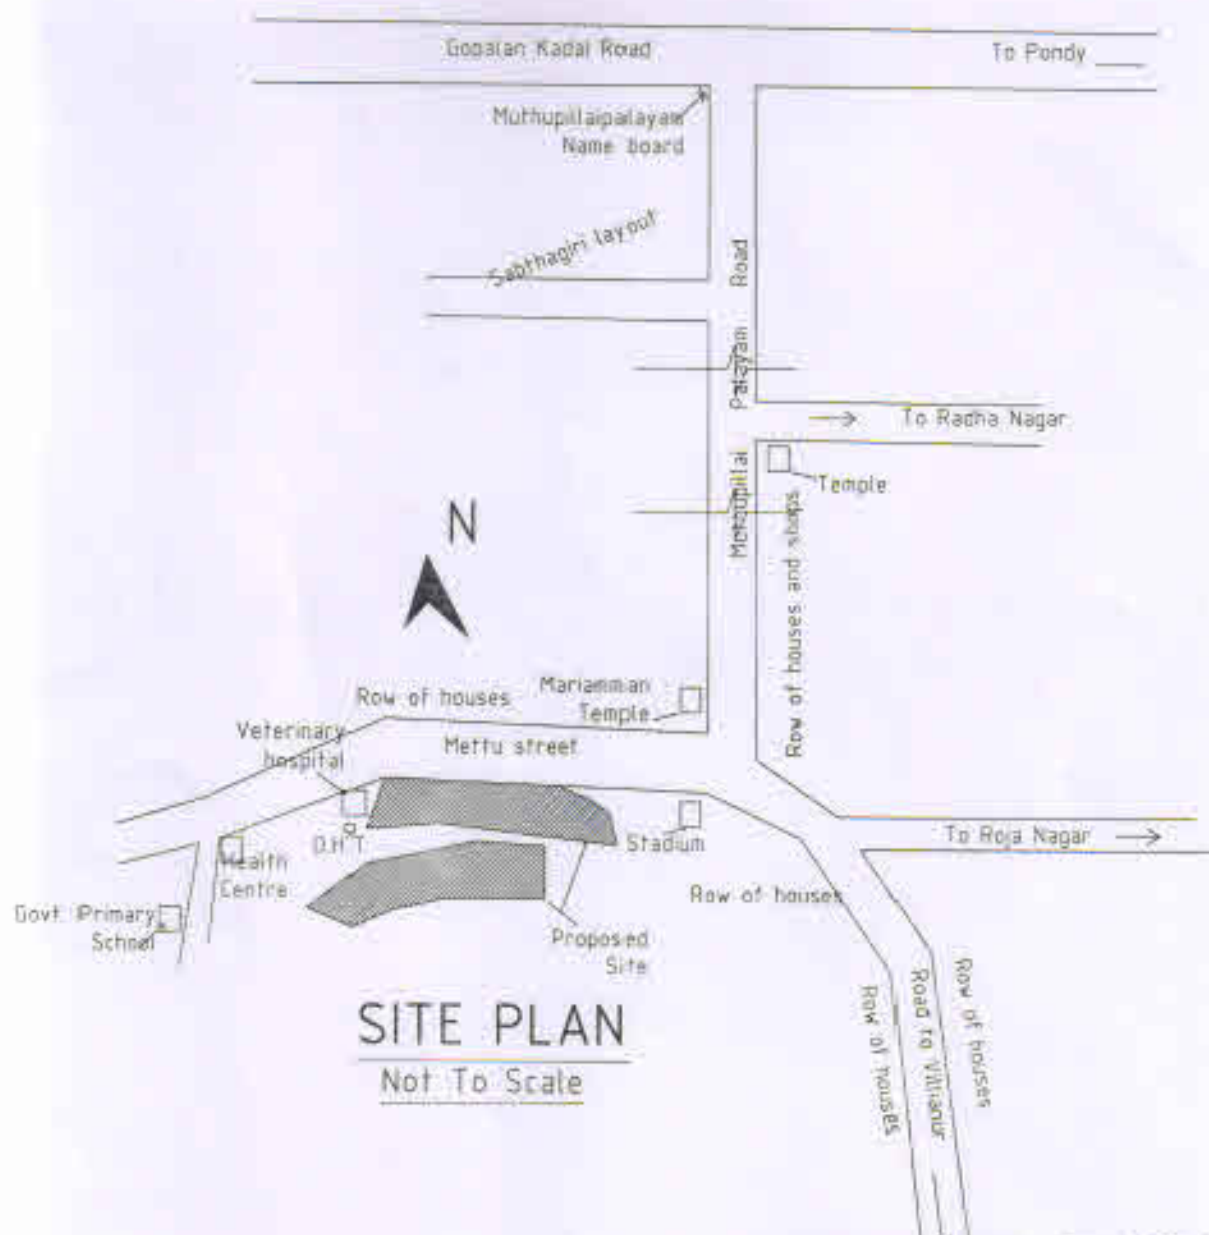 Gopalan Kadai Road
To Pondy
Muthupillaipalayam
Name board
Sabthagiri layout
Road
Palayam
Muthupillai
To Radha Nagar
Temple
Row of houses and shops
N
Row of houses
Mariamman
Temple
Veterinary
hospital
Mettu street
O.H.T.
Stadium
To Roja Nagar
Health
Centre
Row of houses
Govt. Primary
School
Proposed
Site
Row of houses
Road to Villianur
Row of houses
SITE PLAN
Not To Scale